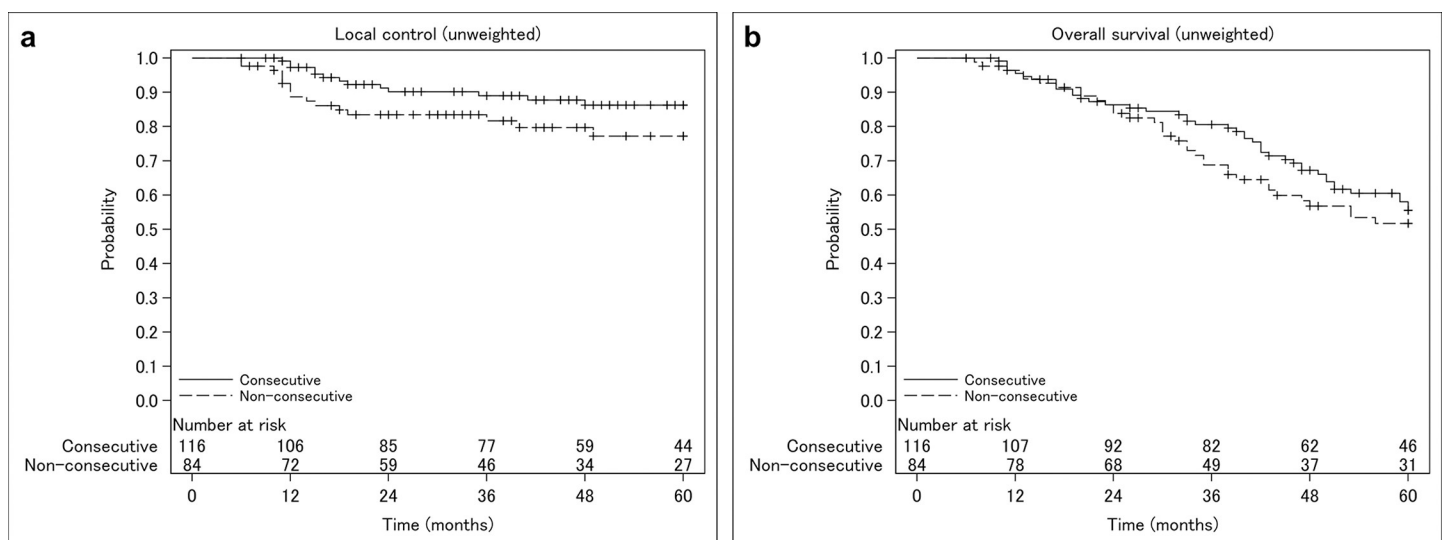 a
Local control (unweighted)
Probability
1.0
0.9
0.8
0.7
0.6
0.5
0.4
0.3
0.2
0.1
0.0
Consecutive
Non-consecutive
Number at risk
Consecutive 116 106 85 77 59 44
Non-consecutive 84 72 59 46 34 27
0 12 24 36 48 60
Time (months)
b
Overall survival (unweighted)
Probability
1.0
0.9
0.8
0.7
0.6
0.5
0.4
0.3
0.2
0.1
0.0
Consecutive
Non-consecutive
Number at risk
Consecutive 116 107 92 82 62 46
Non-consecutive 84 78 68 49 37 31
0 12 24 36 48 60
Time (months)